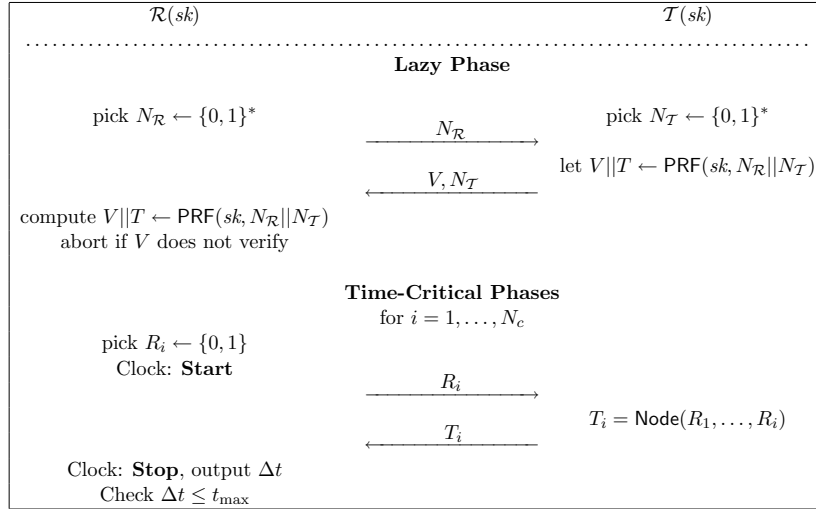 𝓡(sk) 𝓣(sk)
Lazy Phase
pick N_𝓡 ← {0, 1}* pick N_𝓣 ← {0, 1}*
N_𝓡
let V||T ← PRF(sk, N_𝓡||N_𝓣)
V, N_𝓣
compute V||T ← PRF(sk, N_𝓡||N_𝓣)
abort if V does not verify
Time-Critical Phases
for i = 1, . . . , N_c
pick R_i ← {0, 1}
Clock: Start
R_i
T_i = Node(R_1, . . . , R_i)
T_i
Clock: Stop, output Δt
Check Δt ≤ t_max